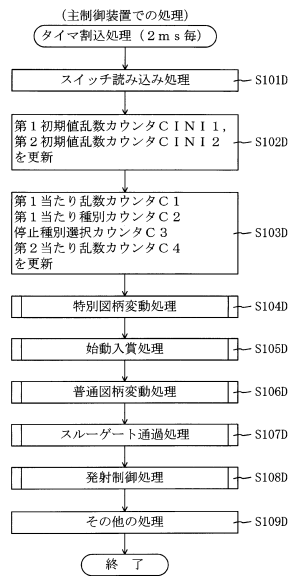 （主制御装置での処理）
タイマ割込処理（２ｍｓ毎）
スイッチ読み込み処理
S101D
第１初期値乱数カウンタＣＩＮＩ１，
第２初期値乱数カウンタＣＩＮＩ２
を更新
S102D
第１当たり乱数カウンタＣ１
第１当たり種別カウンタＣ２
停止種別選択カウンタＣ３
第２当たり乱数カウンタＣ４
を更新
S103D
特別図柄変動処理
S104D
始動入賞処理
S105D
普通図柄変動処理
S106D
スルーゲート通過処理
S107D
発射制御処理
S108D
その他の処理
S109D
終　了